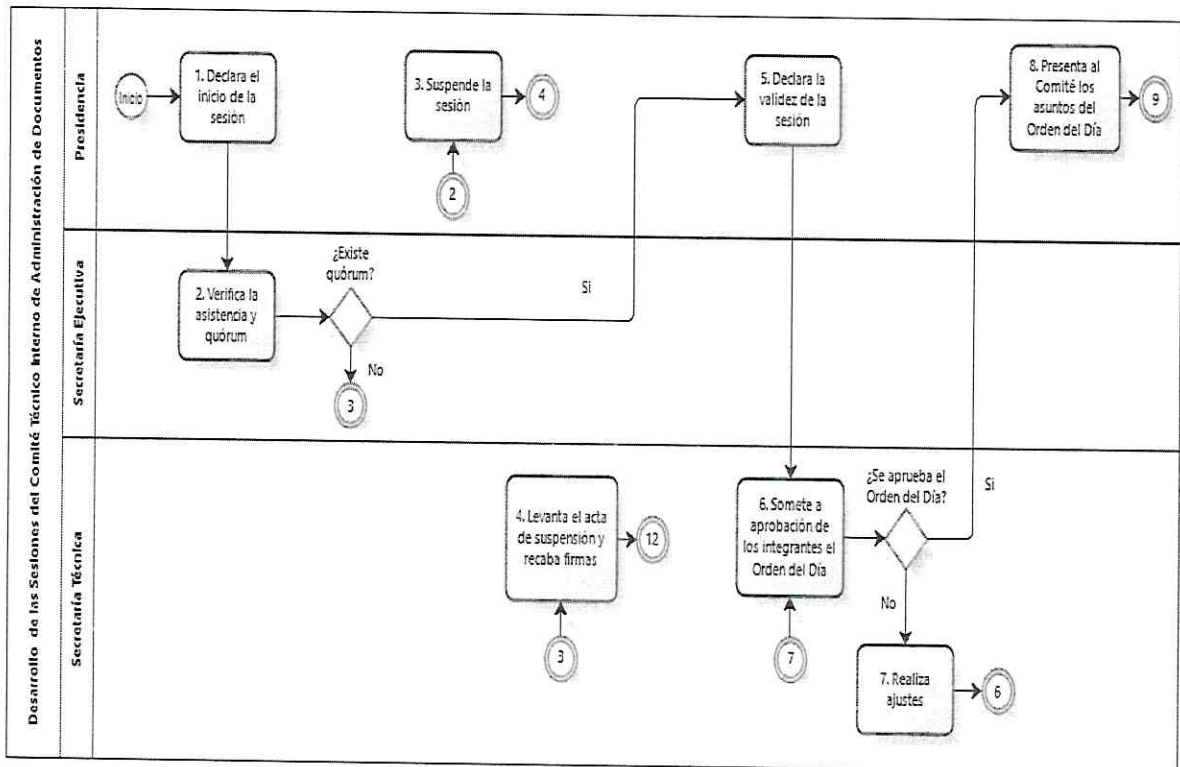 Desarrollo de las Sesiones del Comité Técnico Interno de Administración de Documentos
Presidencia
Inicio
1. Declara el
inicio de la
sesión
3. Suspende la
sesión
4
2
5. Declara la
validez de la
sesión
8. Presenta al
Comité los
asuntos del
Orden del Día
9
Secretaría Ejecutiva
2. Verifica la
asistencia y
quórum
¿Existe
quórum?
Si
No
3
Secretaría Técnica
4. Levanta el acta
de suspensión y
recaba firmas
12
3
6. Somete a
aprobación de
los integrantes el
Orden del Día
7
¿Se aprueba el
Orden del Día?
Si
No
7. Realiza
ajustes
6